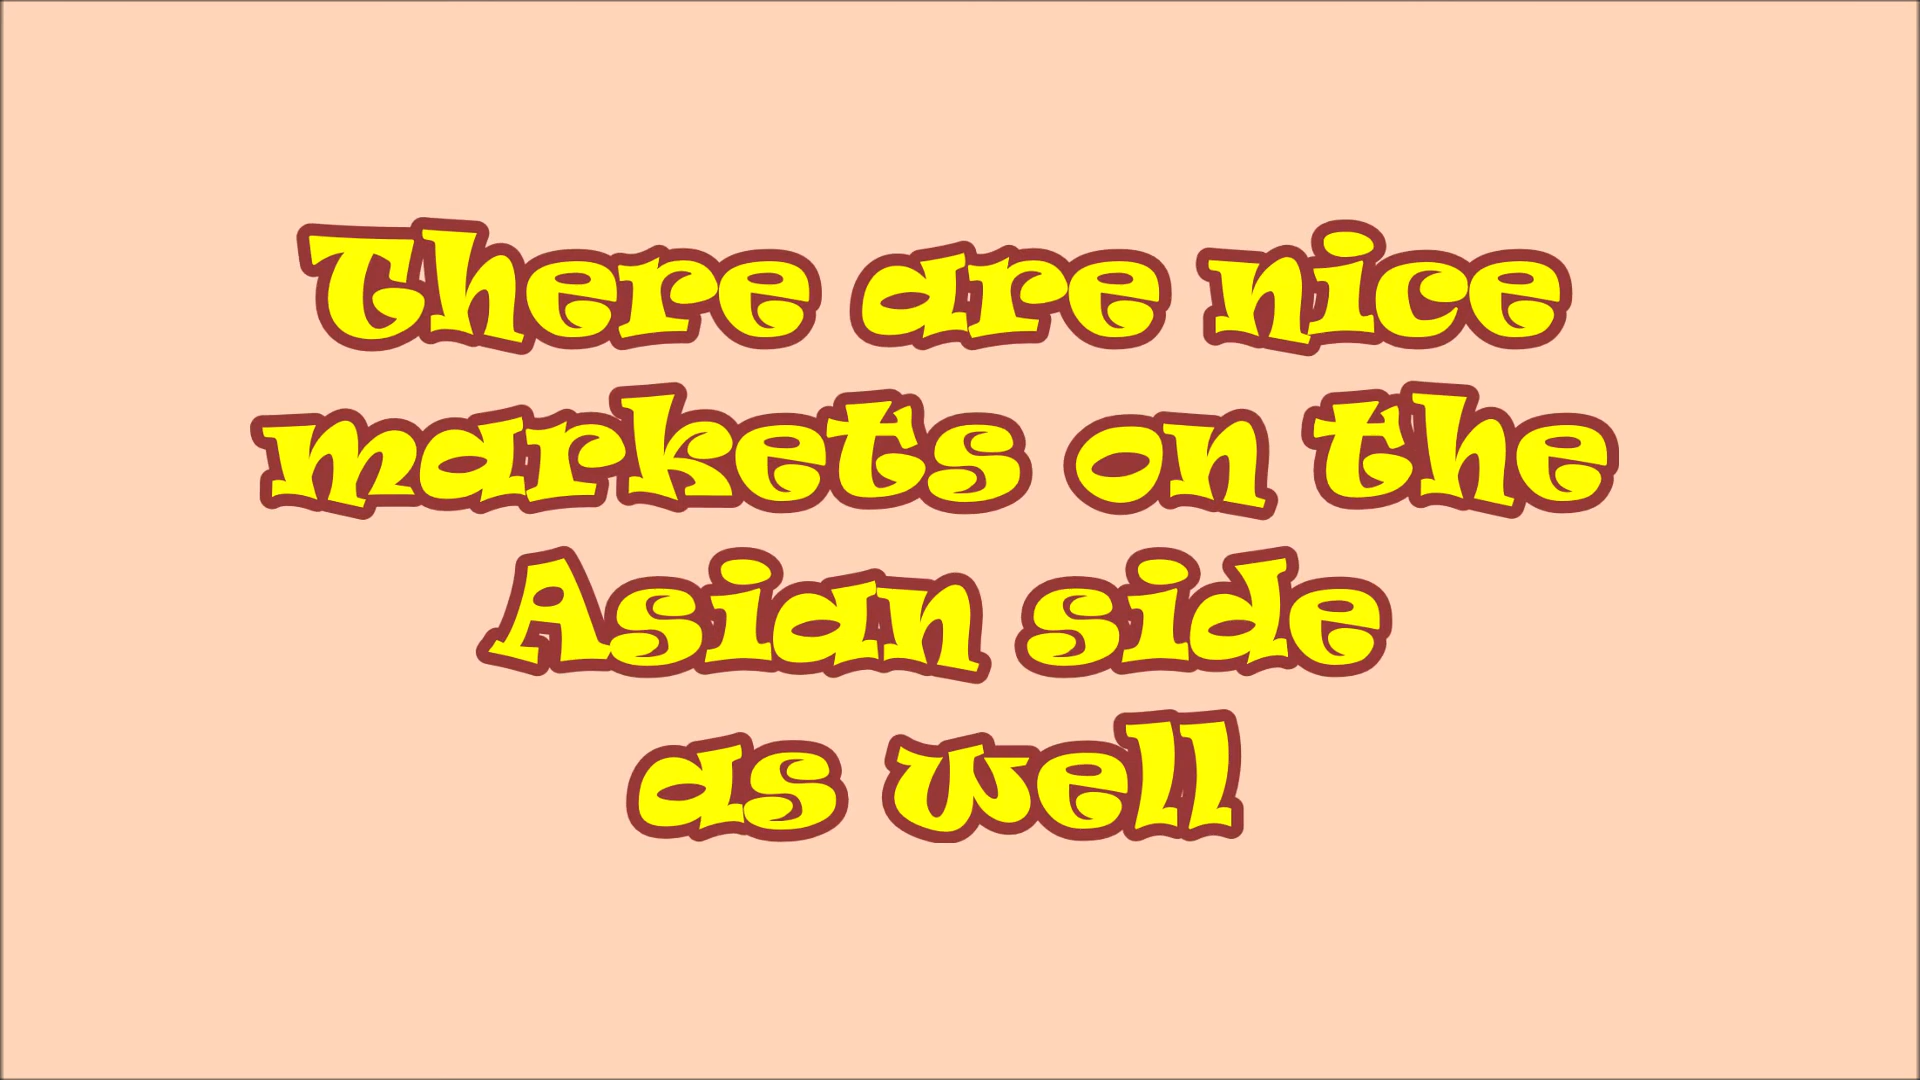 There are nice
markets on the
Asian side
as well